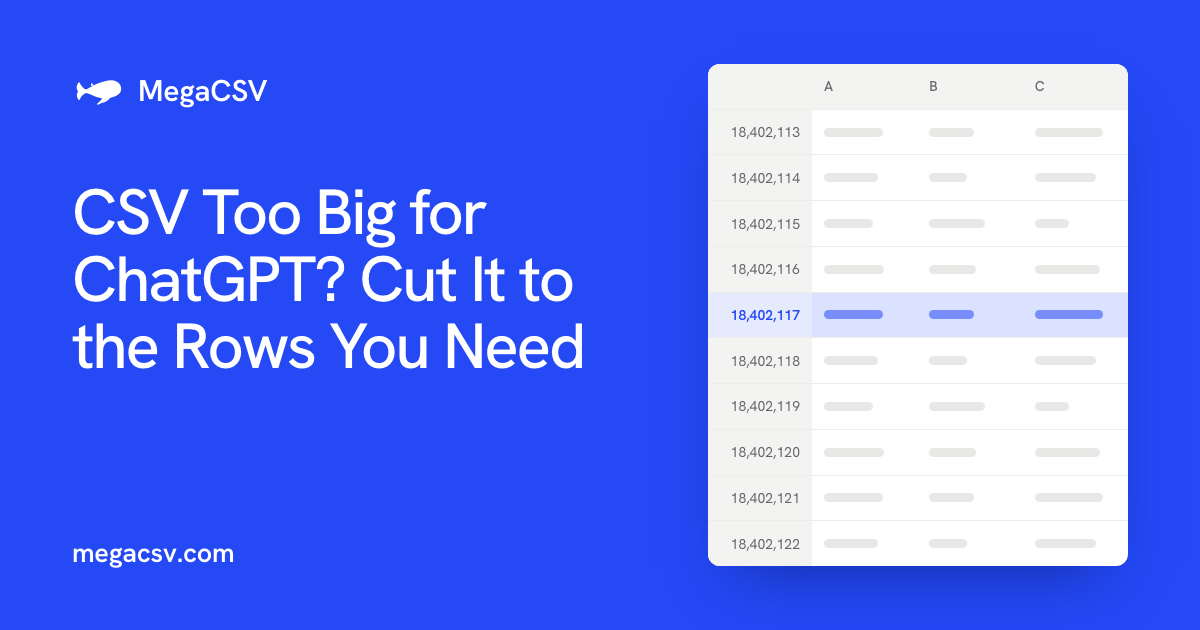 MegaCSV
CSV Too Big for
ChatGPT? Cut It to
the Rows You Need
megacsv.com
A B C
18,402,113
18,402,114
18,402,115
18,402,116
18,402,117
18,402,118
18,402,119
18,402,120
18,402,121
18,402,122